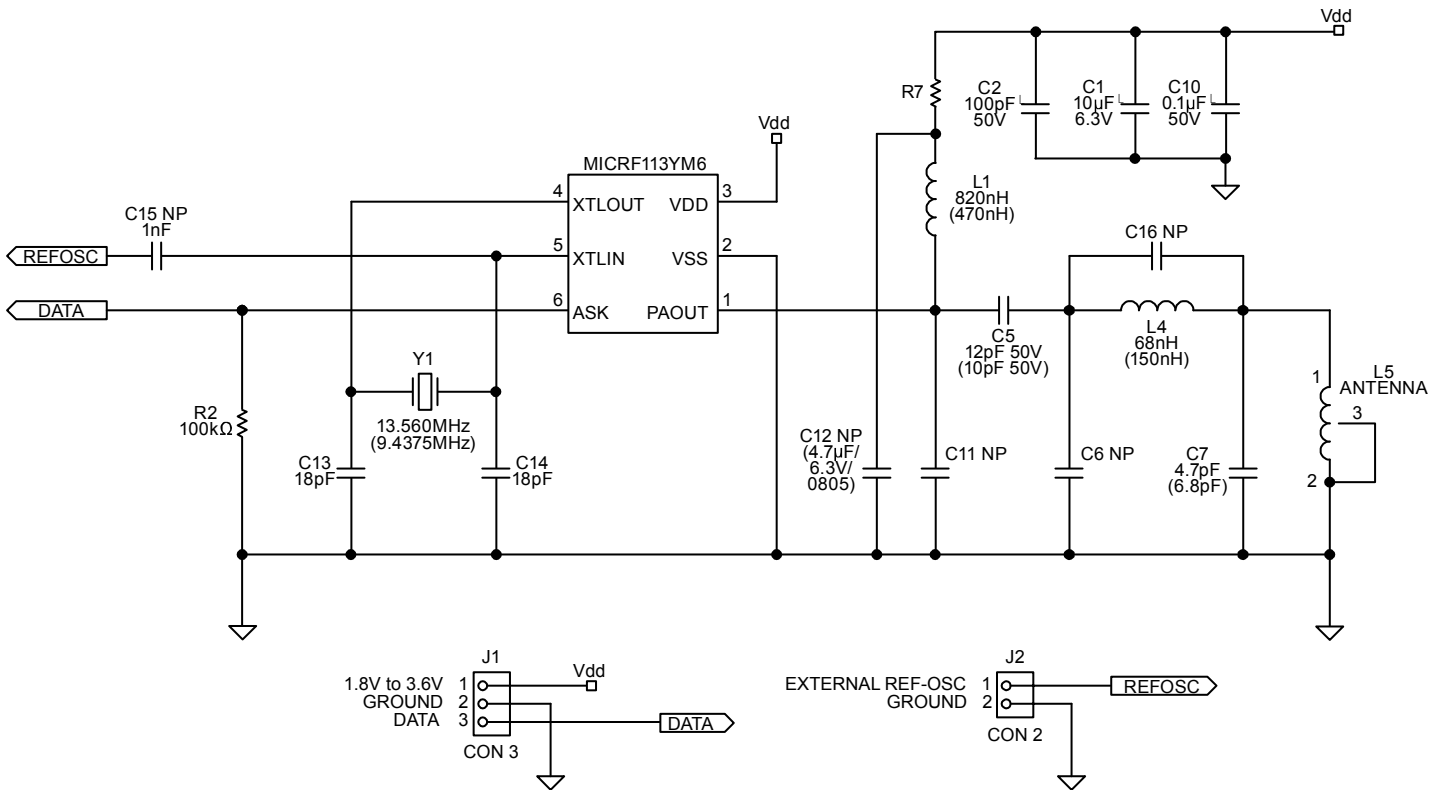 Vdd
R7
C2
100pF
50V
C1
10µF
6.3V
C10
0.1µF
50V
Vdd
MICRF113YM6
4
XTLOUT
VDD
3
L1
820nH
(470nH)
C15 NP
1nF
C16 NP
REFOSC
5
XTLIN
VSS
2
DATA
6
ASK
PAOUT
1
C5
12pF 50V
(10pF 50V)
L4
68nH
(150nH)
Y1
13.560MHz
(9.4375MHz)
1
L5
ANTENNA
3
2
R2
100kΩ
C13
18pF
C14
18pF
C12 NP
(4.7µF/
6.3V/
0805)
C11 NP
C6 NP
C7
4.7pF
(6.8pF)
J1
1.8V to 3.6V 1
GROUND 2
DATA 3
Vdd
DATA
CON 3
J2
EXTERNAL REF-OSC 1
GROUND 2
REFOSC
CON 2